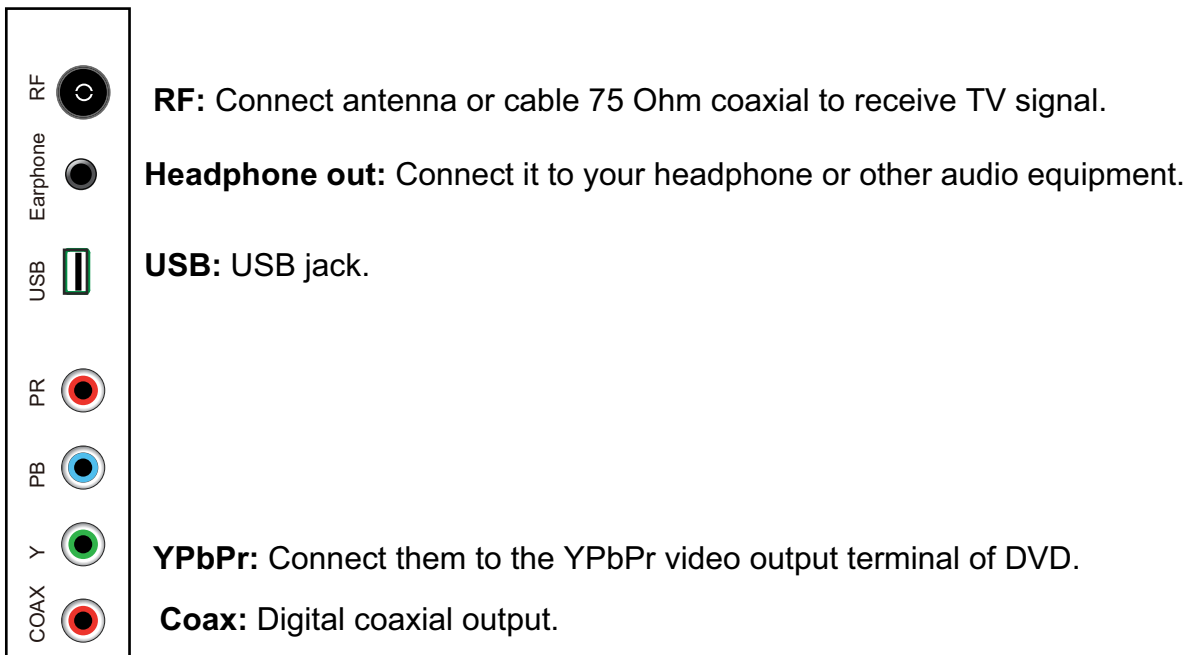 RF
RF: Connect antenna or cable 75 Ohm coaxial to receive TV signal.
Earphone
Headphone out: Connect it to your headphone or other audio equipment.
USB
USB: USB jack.
PR
PB
Y
YPbPr: Connect them to the YPbPr video output terminal of DVD.
COAX
Coax: Digital coaxial output.